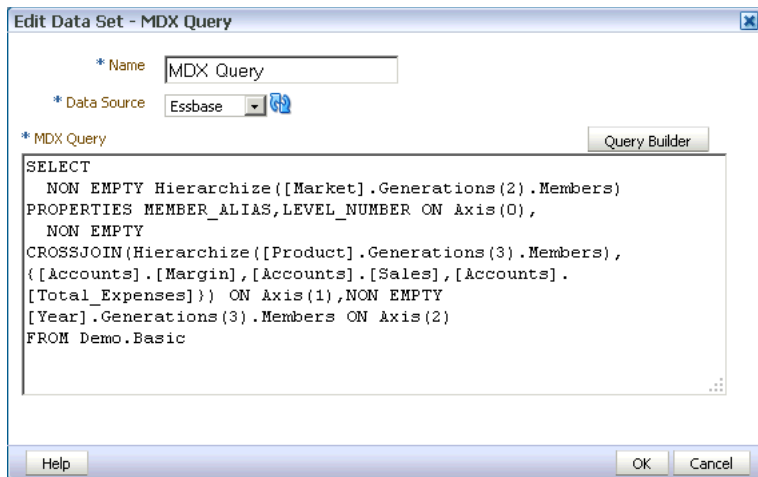 Edit Data Set - MDX Query
* Name MDX Query
* Data Source Essbase
* MDX Query Query Builder
SELECT
  NON EMPTY Hierarchize([Market].Generations(2).Members)
PROPERTIES MEMBER_ALIAS,LEVEL_NUMBER ON Axis(0),
  NON EMPTY
CROSSJOIN(Hierarchize([Product].Generations(3).Members),
{[Accounts].[Margin],[Accounts].[Sales],[Accounts].
[Total_Expenses]}) ON Axis(1),NON EMPTY
[Year].Generations(3).Members ON Axis(2)
FROM Demo.Basic
Help OK Cancel